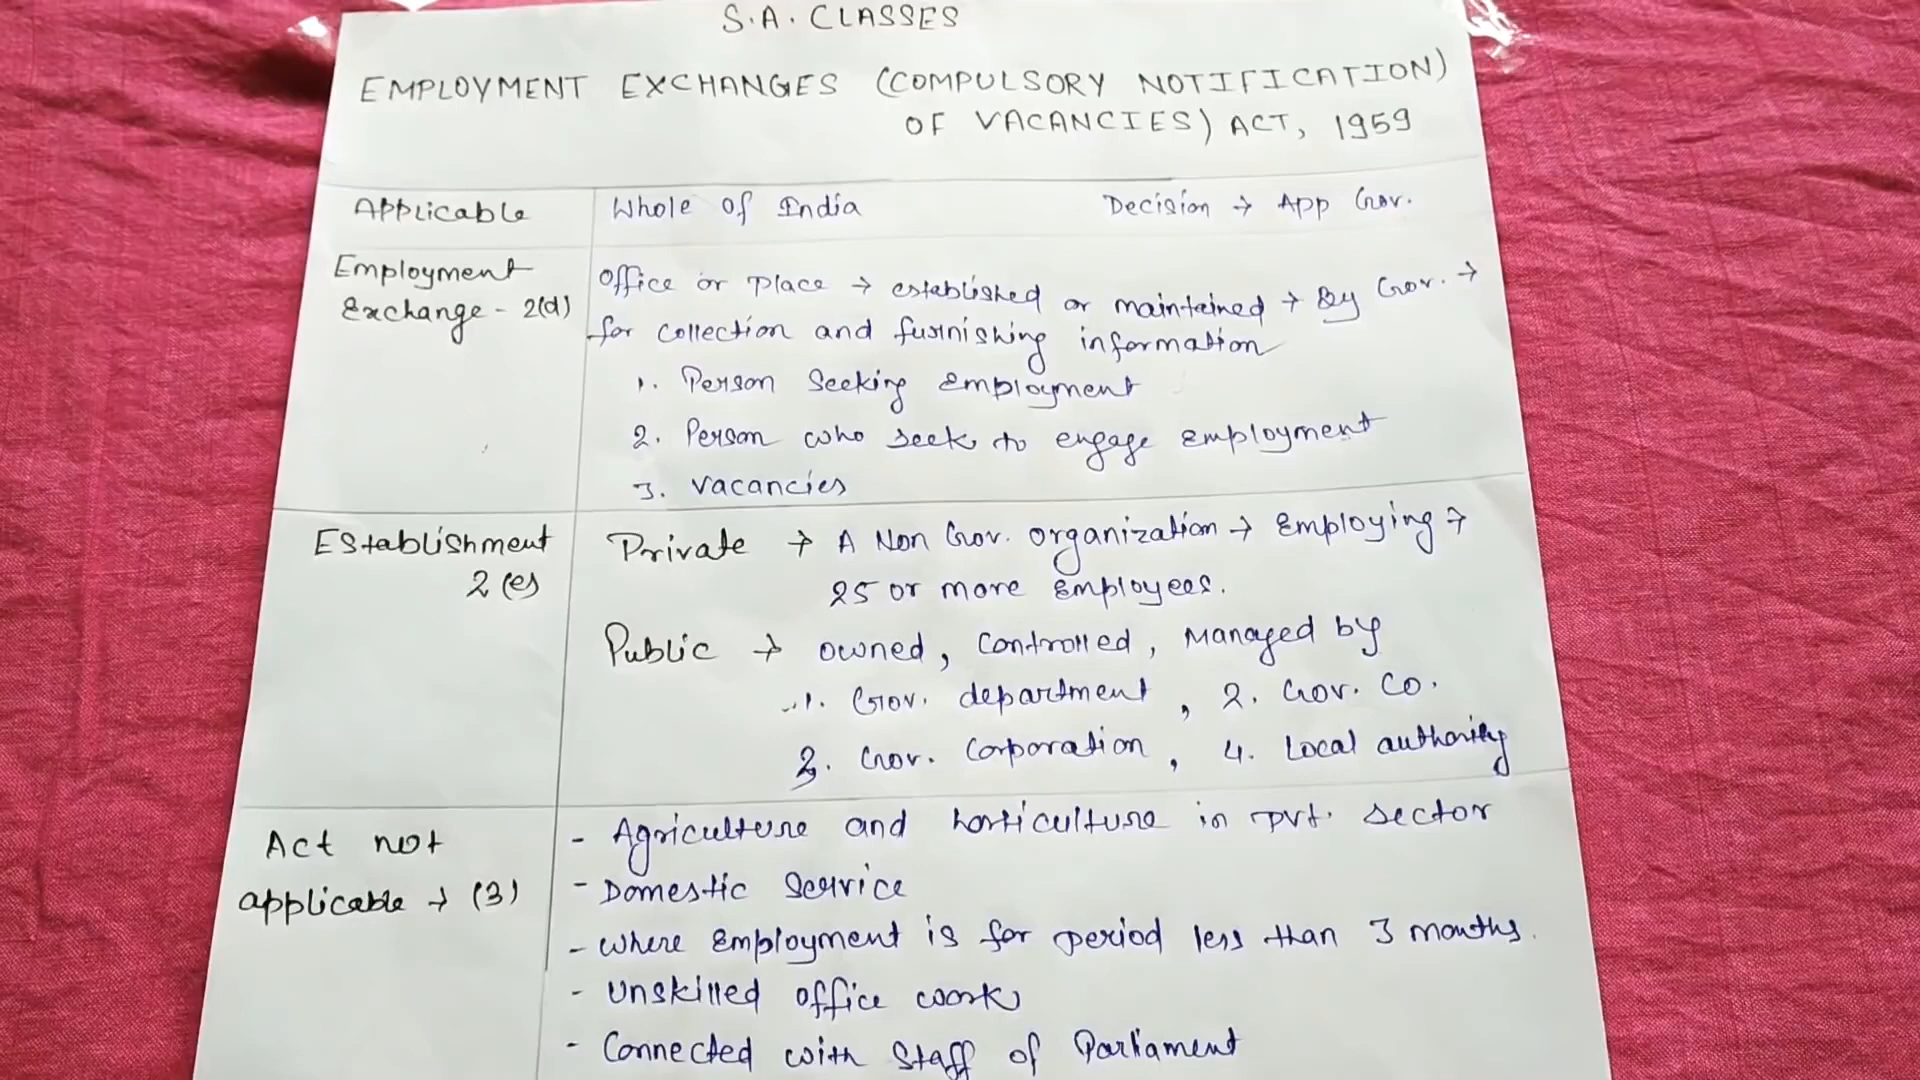 S.A. CLASSES
EMPLOYMENT EXCHANGES (COMPULSORY NOTIFICATION)
OF VACANCIES) ACT, 1959
Applicable
Whole of India
Decision → App Gov.
Employment
Exchange - 2(d)
Office or place → established or maintained → By Gov. →
for collection and furnishing information
1. Person Seeking employment
2. Person who seek to engage employment
3. vacancies
Establishment
2(e)
Private → A Non Gov. organization → Employing →
25 or more employees.
Public → owned, controlled, managed by
1. Gov. department, 2. Gov. Co.
3. Gov. Corporation, 4. Local authority
Act not
applicable → (3)
- Agriculture and horticulture in pvt. sector
- Domestic Service
- where employment is for period less than 3 months.
- Unskilled office work
- Connected with Staff of Parliament